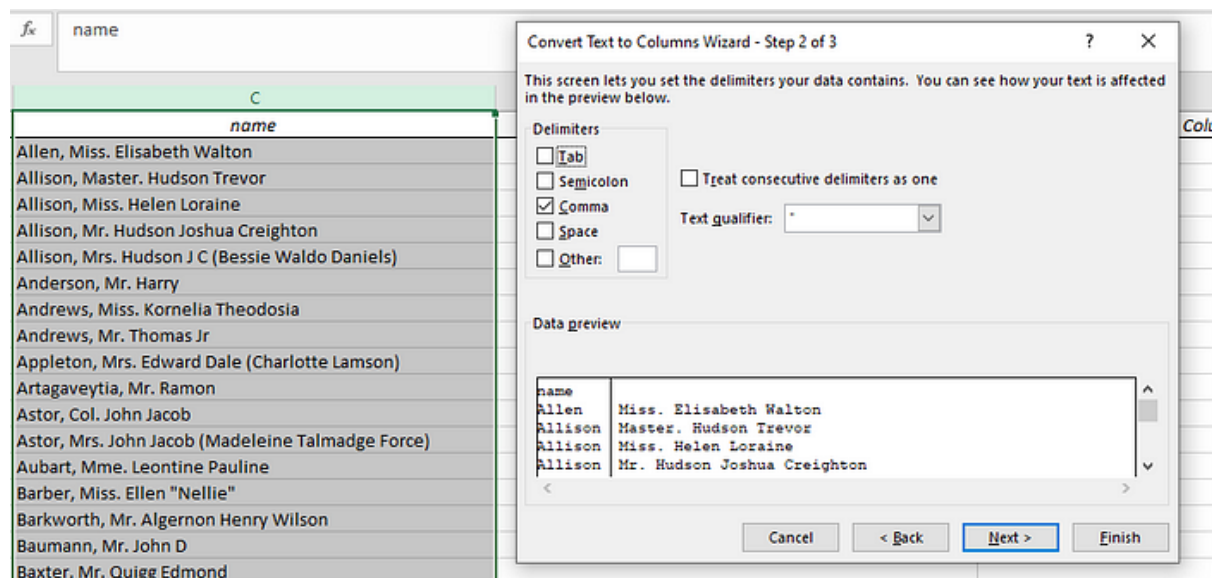 fx name
C
name
Allen, Miss. Elisabeth Walton
Allison, Master. Hudson Trevor
Allison, Miss. Helen Loraine
Allison, Mr. Hudson Joshua Creighton
Allison, Mrs. Hudson J C (Bessie Waldo Daniels)
Anderson, Mr. Harry
Andrews, Miss. Kornelia Theodosia
Andrews, Mr. Thomas Jr
Appleton, Mrs. Edward Dale (Charlotte Lamson)
Artagaveytia, Mr. Ramon
Astor, Col. John Jacob
Astor, Mrs. John Jacob (Madeleine Talmadge Force)
Aubart, Mme. Leontine Pauline
Barber, Miss. Ellen "Nellie"
Barkworth, Mr. Algernon Henry Wilson
Baumann, Mr. John D
Baxter, Mr. Quigg Edmond
Convert Text to Columns Wizard - Step 2 of 3 ? ×
This screen lets you set the delimiters your data contains. You can see how your text is affected
in the preview below.
Delimiters
Tab
Semicolon
Comma
Space
Other:
Treat consecutive delimiters as one
Text qualifier: "
Data preview
name
Allen Miss. Elisabeth Walton
Allison Master. Hudson Trevor
Allison Miss. Helen Loraine
Allison Mr. Hudson Joshua Creighton
Cancel < Back Next > Finish